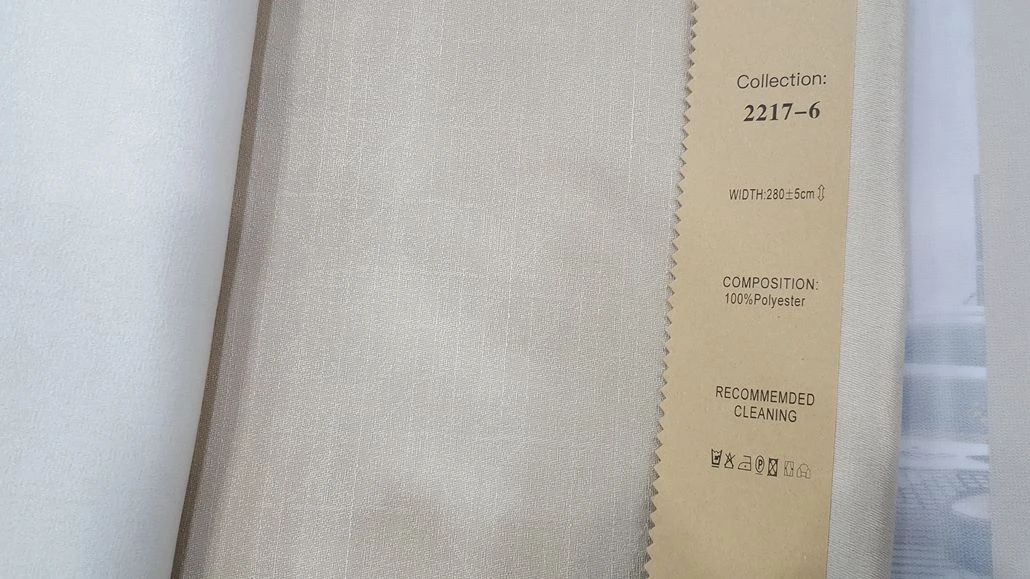 Collection:
2217-6
WIDTH:280±5cm⇕
COMPOSITION:
100%Polyester
RECOMMEMDED
CLEANING